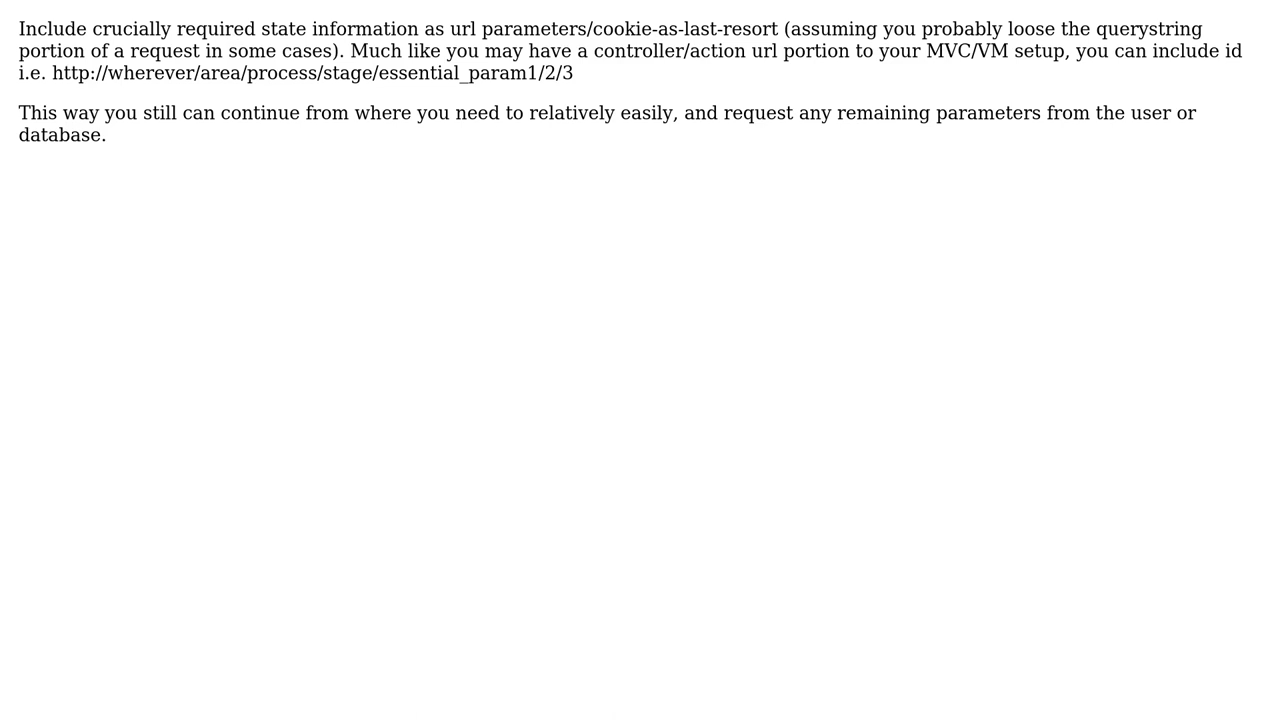 Include crucially required state information as url parameters/cookie-as-last-resort (assuming you probably loose the querystring
portion of a request in some cases). Much like you may have a controller/action url portion to your MVC/VM setup, you can include id
i.e. http://wherever/area/process/stage/essential_param1/2/3
This way you still can continue from where you need to relatively easily, and request any remaining parameters from the user or
database.